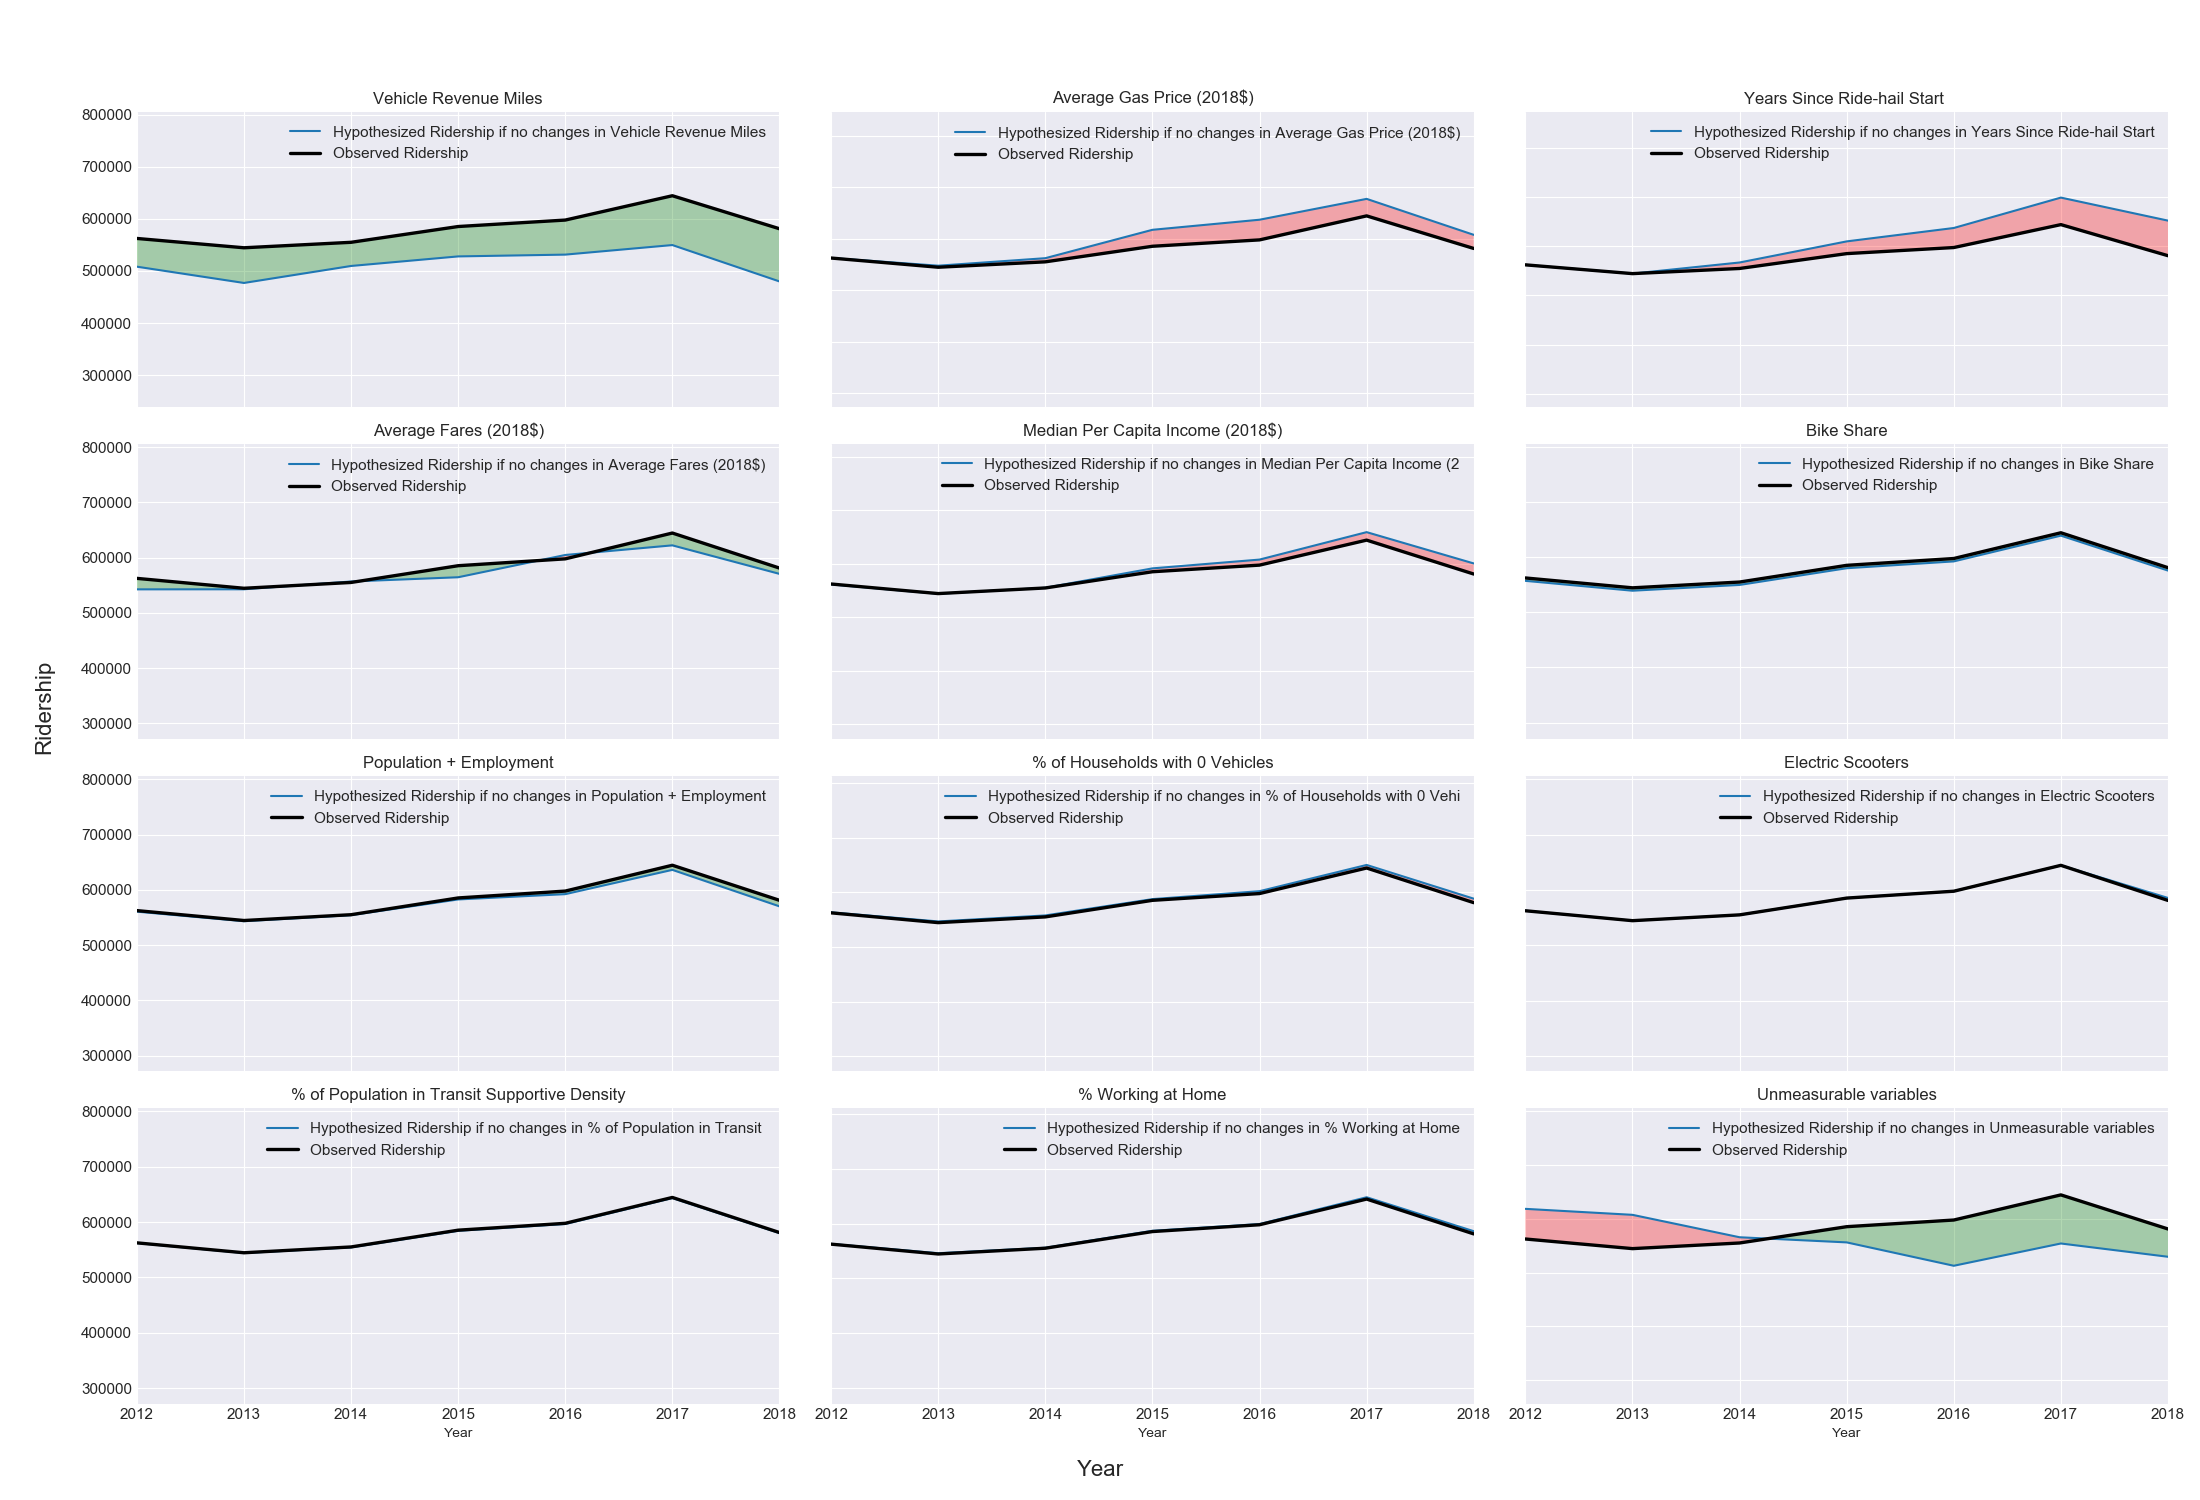 Vehicle Revenue Miles
800000
700000
600000
500000
400000
300000
Hypothesized Ridership if no changes in Vehicle Revenue Miles
Observed Ridership
Average Gas Price (2018$)
Hypothesized Ridership if no changes in Average Gas Price (2018$)
Observed Ridership
Years Since Ride-hail Start
Hypothesized Ridership if no changes in Years Since Ride-hail Start
Observed Ridership
Average Fares (2018$)
800000
700000
600000
500000
400000
300000
Hypothesized Ridership if no changes in Average Fares (2018$)
Observed Ridership
Median Per Capita Income (2018$)
Hypothesized Ridership if no changes in Median Per Capita Income (2
Observed Ridership
Bike Share
Hypothesized Ridership if no changes in Bike Share
Observed Ridership
Ridership
Population + Employment
800000
700000
600000
500000
400000
300000
Hypothesized Ridership if no changes in Population + Employment
Observed Ridership
% of Households with 0 Vehicles
Hypothesized Ridership if no changes in % of Households with 0 Vehi
Observed Ridership
Electric Scooters
Hypothesized Ridership if no changes in Electric Scooters
Observed Ridership
% of Population in Transit Supportive Density
800000
700000
600000
500000
400000
300000
Hypothesized Ridership if no changes in % of Population in Transit
Observed Ridership
2012 2013 2014 2015 2016 2017 2018
Year
% Working at Home
Hypothesized Ridership if no changes in % Working at Home
Observed Ridership
2012 2013 2014 2015 2016 2017 2018
Year
Unmeasurable variables
Hypothesized Ridership if no changes in Unmeasurable variables
Observed Ridership
2012 2013 2014 2015 2016 2017 2018
Year
Year